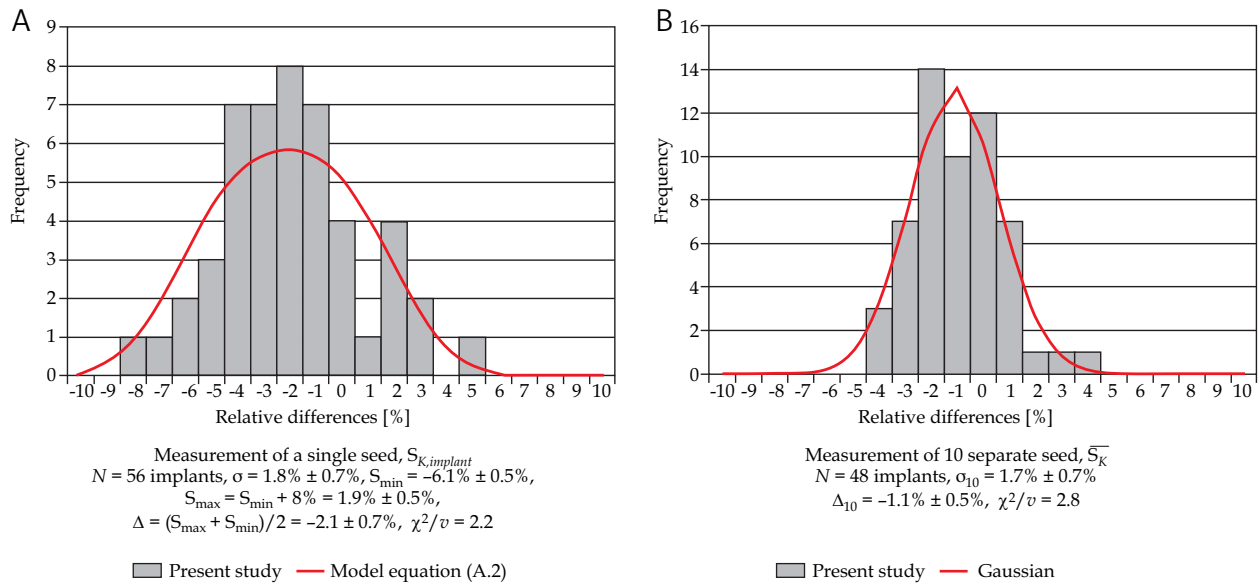 A
9
8
7
6
5
4
3
2
1
0
Frequency
-10 -9 -8 -7 -6 -5 -4 -3 -2 -1 0 1 2 3 4 5 6 7 8 9 10
Relative differences [%]
Measurement of a single seed, S_K,implant
N = 56 implants, σ = 1.8% ± 0.7%, S_min = –6.1% ± 0.5%,
S_max = S_min + 8% = 1.9% ± 0.5%,
Δ = (S_max + S_min)/2 = –2.1 ± 0.7%, χ²/v = 2.2
Present study Model equation (A.2)
B
16
14
12
10
8
6
4
2
0
Frequency
-10 -9 -8 -7 -6 -5 -4 -3 -2 -1 0 1 2 3 4 5 6 7 8 9 10
Relative differences [%]
Measurement of 10 separate seed, S̅_K̅
N = 48 implants, σ₁₀ = 1.7% ± 0.7%
Δ₁₀ = –1.1% ± 0.5%, χ²/v = 2.8
Present study Gaussian